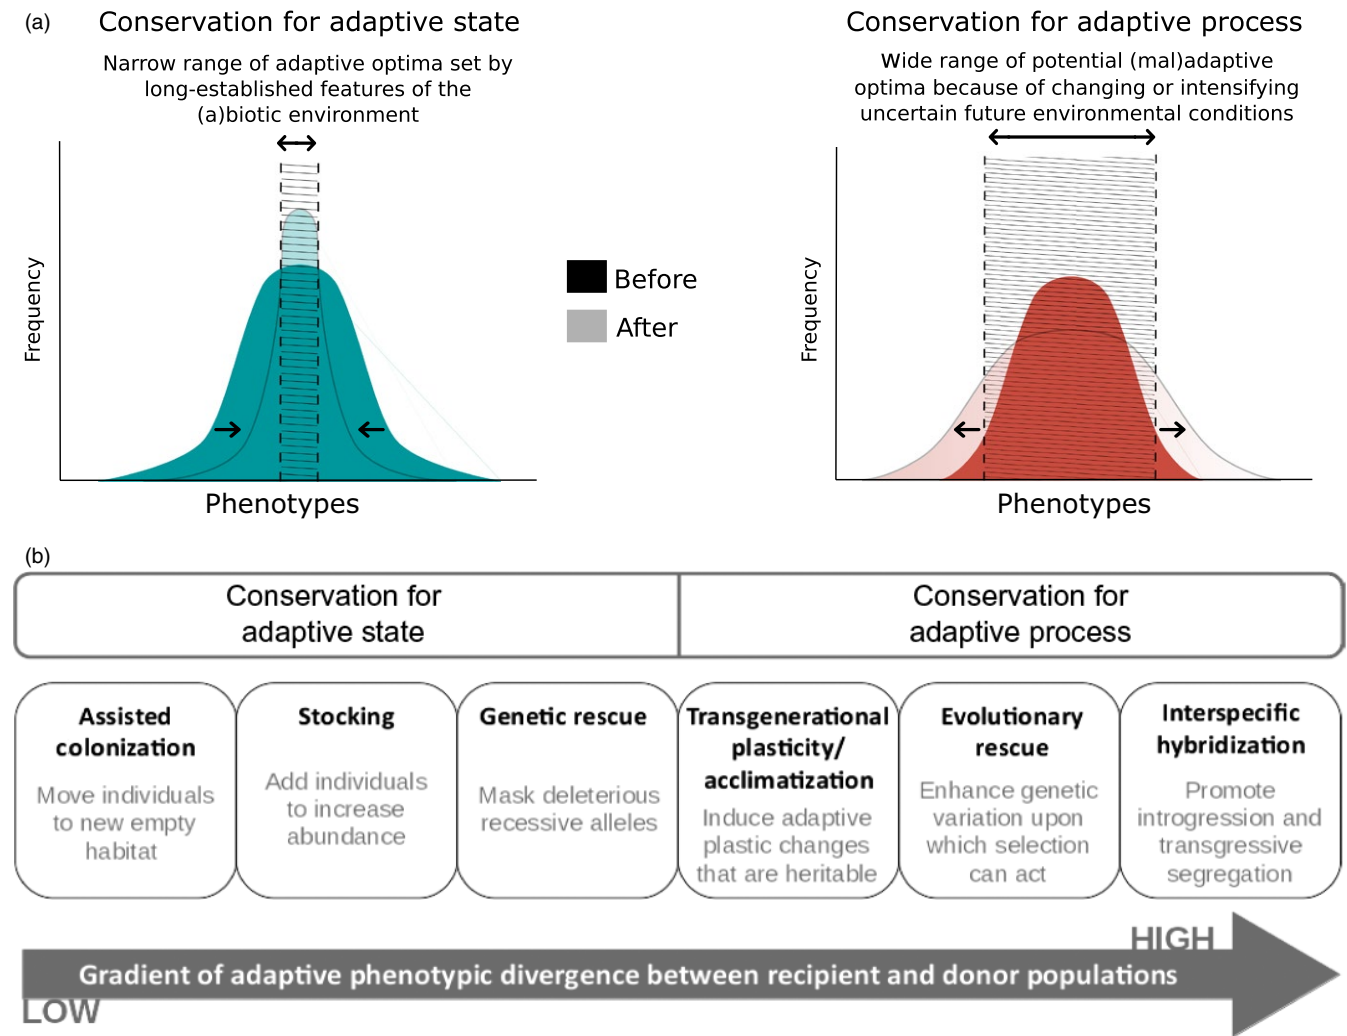 (a)
Conservation for adaptive state
Narrow range of adaptive optima set by
long-established features of the
(a)biotic environment
Frequency
Phenotypes
Before
After
Conservation for adaptive process
Wide range of potential (mal)adaptive
optima because of changing or intensifying
uncertain future environmental conditions
Frequency
Phenotypes
(b)
Conservation for
adaptive state
Conservation for
adaptive process
Assisted
colonization
Move individuals
to new empty
habitat
Stocking
Add individuals
to increase
abundance
Genetic rescue
Mask deleterious
recessive alleles
Transgenerational
plasticity/
acclimatization
Induce adaptive
plastic changes
that are heritable
Evolutionary
rescue
Enhance genetic
variation upon
which selection
can act
Interspecific
hybridization
Promote
introgression and
transgressive
segregation
HIGH
Gradient of adaptive phenotypic divergence between recipient and donor populations
LOW